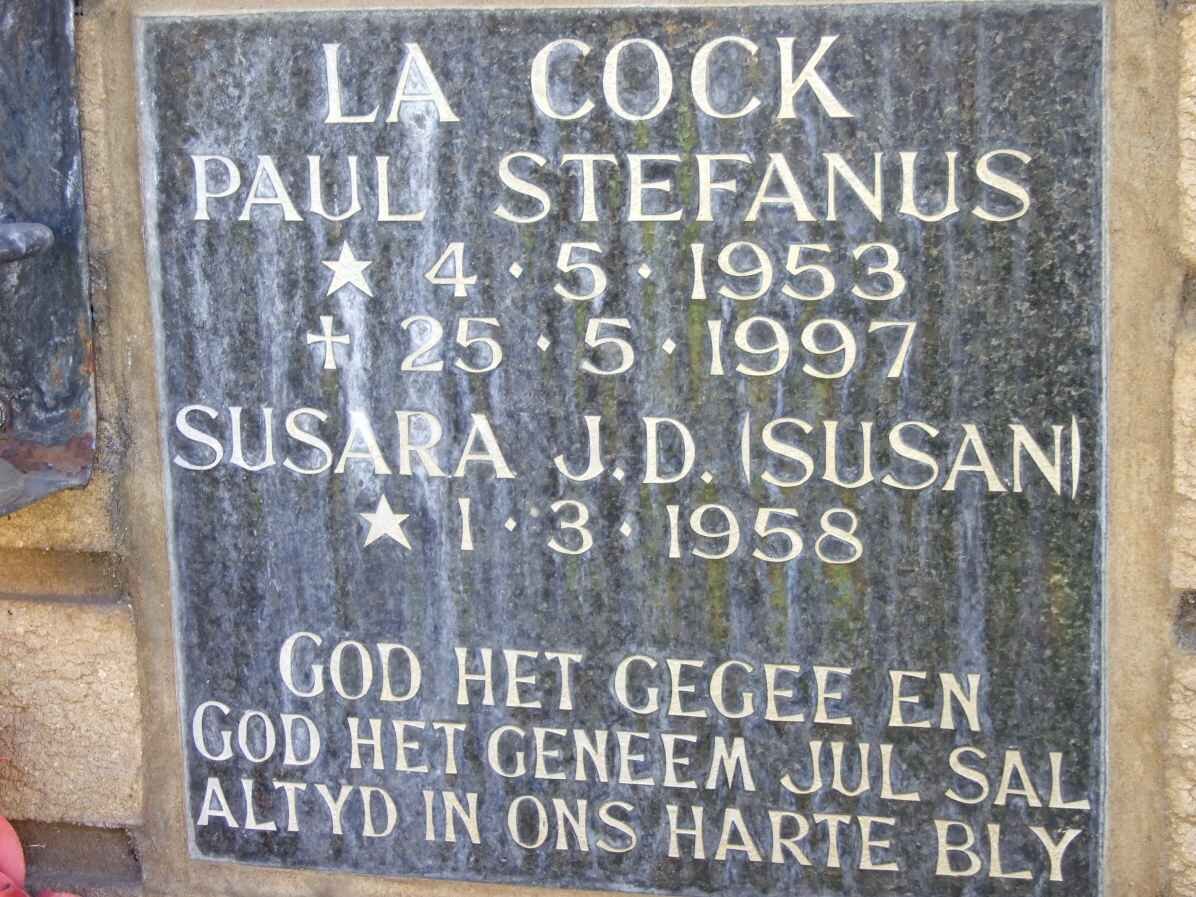 LA COCK
PAUL STEFANUS
★ 4·5·1953
✝ 25·5·1997
SUSARA J.D. (SUSAN)
★ 1·3·1958
GOD HET GEGEE EN
GOD HET GENEEM JUL SAL
ALTYD IN ONS HARTE BLY